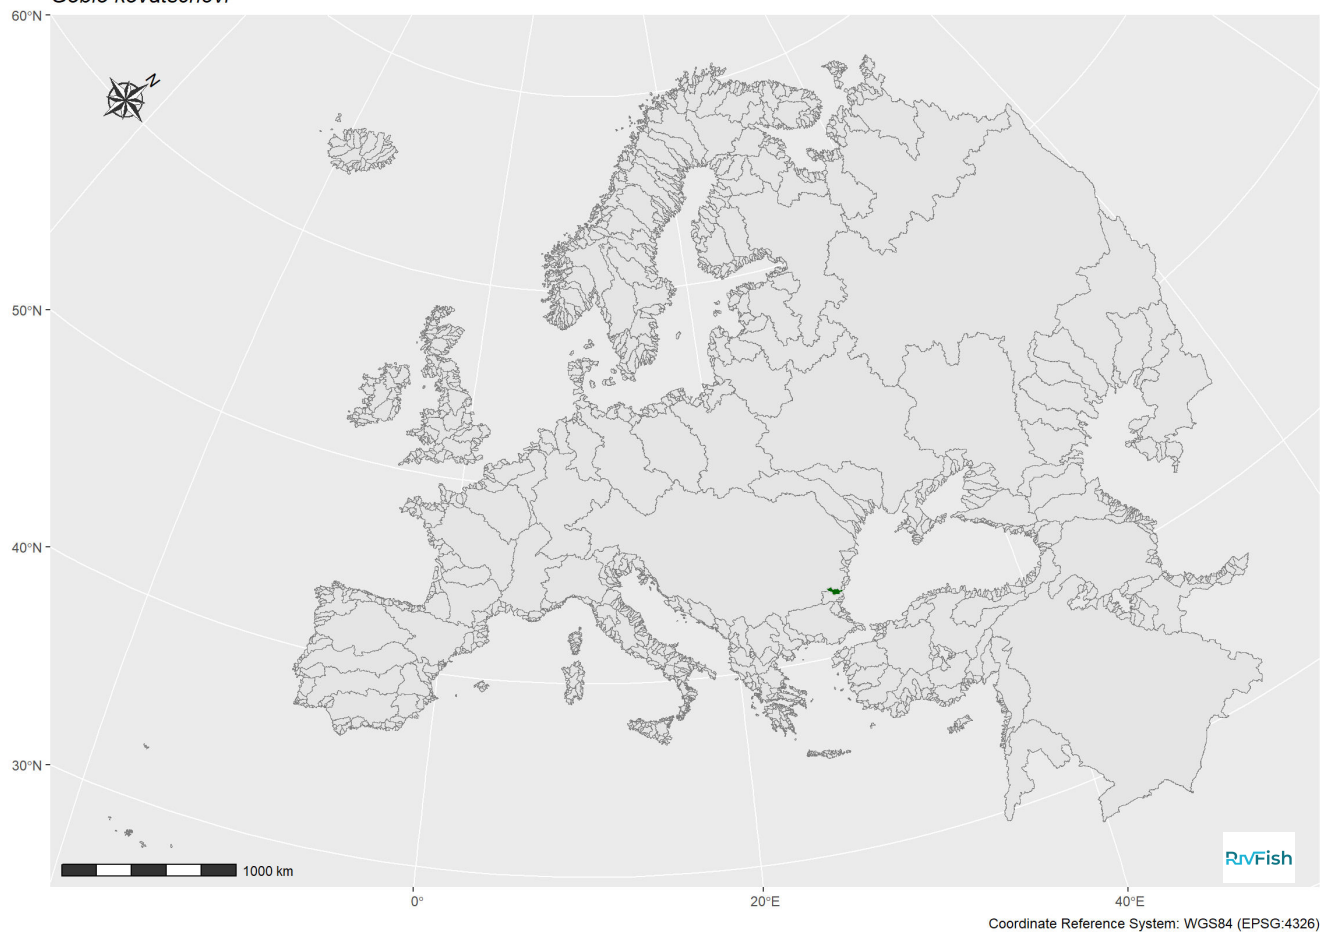 Gobio kovatschevi
60°N
N
50°N
40°N
30°N
1000 km
RivFish
0°
20°E
40°E
Coordinate Reference System: WGS84 (EPSG:4326)